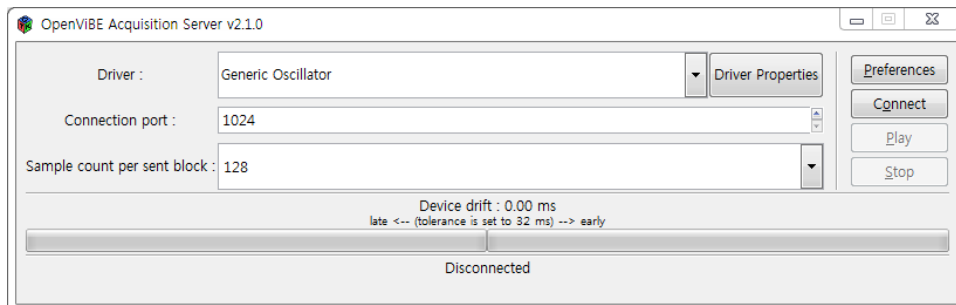 OpenViBE Acquisition Server v2.1.0
Driver : Generic Oscillator Driver Properties Preferences
Connection port : 1024 Connect
Play
Sample count per sent block : 128 Stop
Device drift : 0.00 ms
late <-- (tolerance is set to 32 ms) --> early
Disconnected